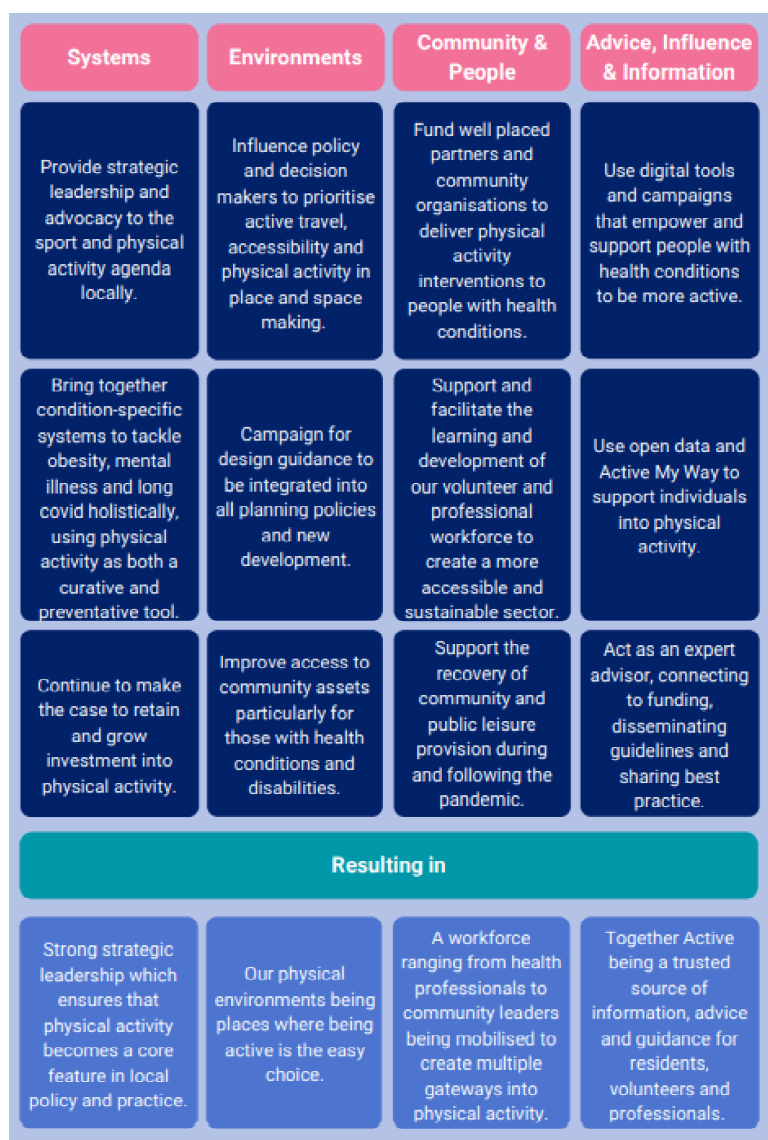 Systems
Environments
Community &
People
Advice, Influence
& Information
Provide strategic
leadership and
advocacy to the
sport and physical
activity agenda
locally.
Influence policy
and decision
makers to prioritise
active travel,
accessibility and
physical activity in
place and space
making.
Fund well placed
partners and
community
organisations to
deliver physical
activity
interventions to
people with health
conditions.
Use digital tools
and campaigns
that empower and
support people with
health conditions
to be more active.
Bring together
condition-specific
systems to tackle
obesity, mental
illness and long
covid holistically,
using physical
activity as both a
curative and
preventative tool.
Campaign for
design guidance to
be integrated into
all planning policies
and new
development.
Support and
facilitate the
learning and
development of
our volunteer and
professional
workforce to
create a more
accessible and
sustainable sector.
Use open data and
Active My Way to
support individuals
into physical
activity.
Continue to make
the case to retain
and grow
investment into
physical activity.
Improve access to
community assets
particularly for
those with health
conditions and
disabilities.
Support the
recovery of
community and
public leisure
provision during
and following the
pandemic.
Act as an expert
advisor, connecting
to funding,
disseminating
guidelines and
sharing best
practice.
Resulting in
Strong strategic
leadership which
ensures that
physical activity
becomes a core
feature in local
policy and practice.
Our physical
environments being
places where being
active is the easy
choice.
A workforce
ranging from health
professionals to
community leaders
being mobilised to
create multiple
gateways into
physical activity.
Together Active
being a trusted
source of
information, advice
and guidance for
residents,
volunteers and
professionals.